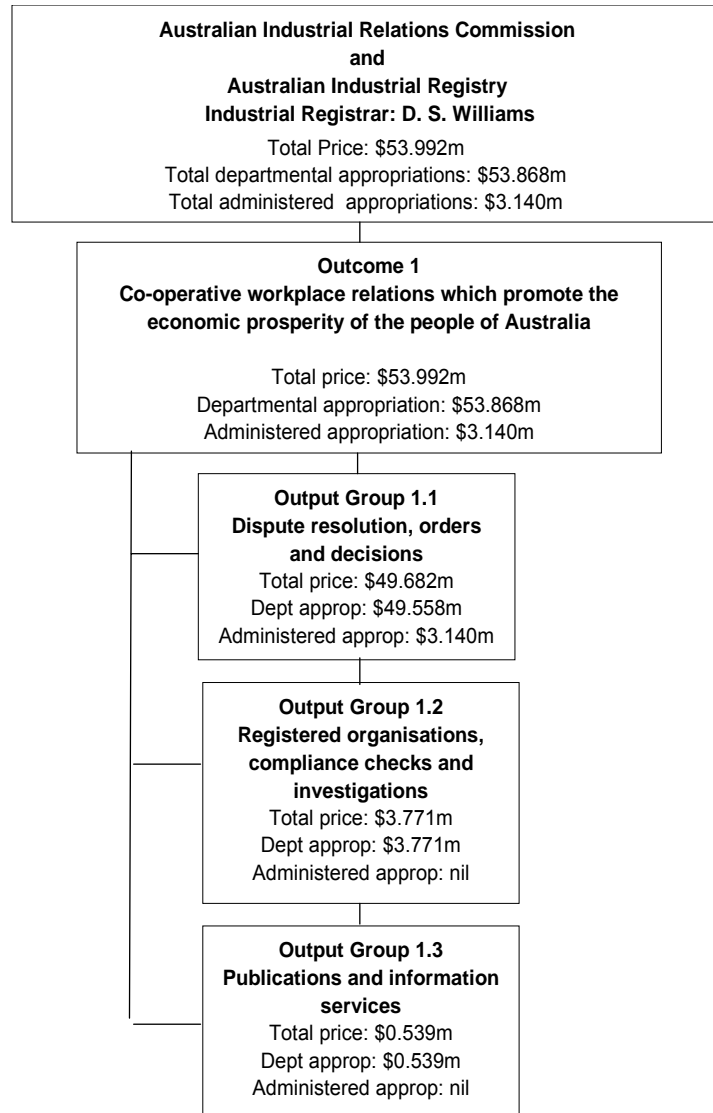 Australian Industrial Relations Commission
and
Australian Industrial Registry
Industrial Registrar: D. S. Williams
Total Price: $53.992m
Total departmental appropriations: $53.868m
Total administered appropriations: $3.140m
Outcome 1
Co-operative workplace relations which promote the
economic prosperity of the people of Australia
Total price: $53.992m
Departmental appropriation: $53.868m
Administered appropriation: $3.140m
Output Group 1.1
Dispute resolution, orders
and decisions
Total price: $49.682m
Dept approp: $49.558m
Administered approp: $3.140m
Output Group 1.2
Registered organisations,
compliance checks and
investigations
Total price: $3.771m
Dept approp: $3.771m
Administered approp: nil
Output Group 1.3
Publications and information
services
Total price: $0.539m
Dept approp: $0.539m
Administered approp: nil